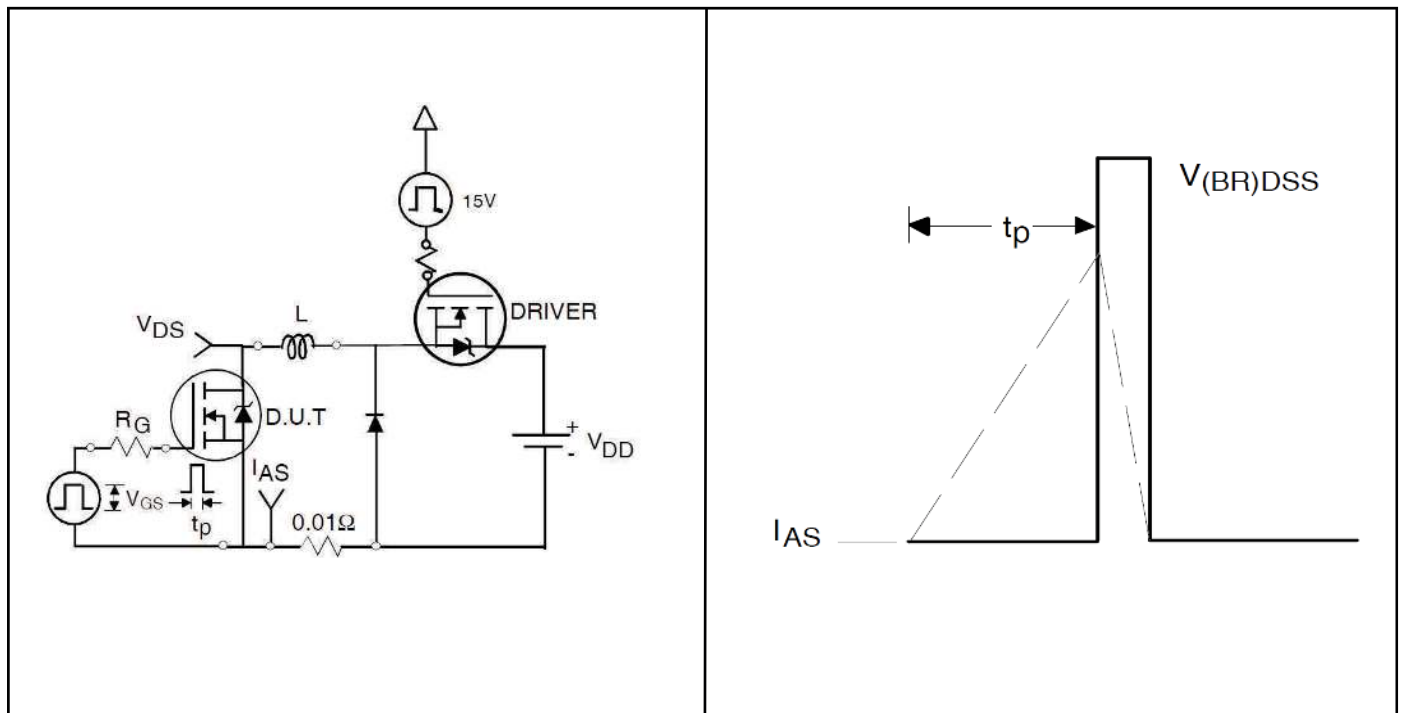 15V
DRIVER
L
VDS
D.U.T
RG
IAS
VDD
+
-
VGS
tp
0.01Ω
V(BR)DSS
tp
IAS